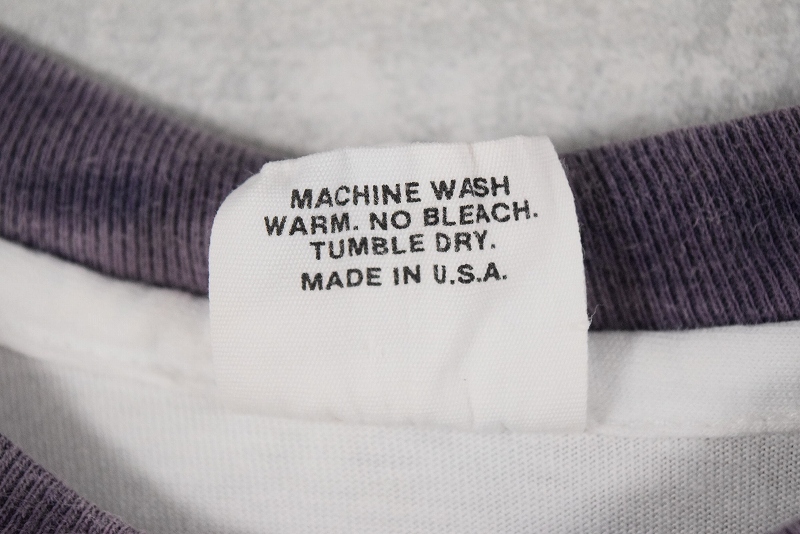 MACHINE WASH
WARM. NO BLEACH.
TUMBLE DRY.
MADE IN U.S.A.